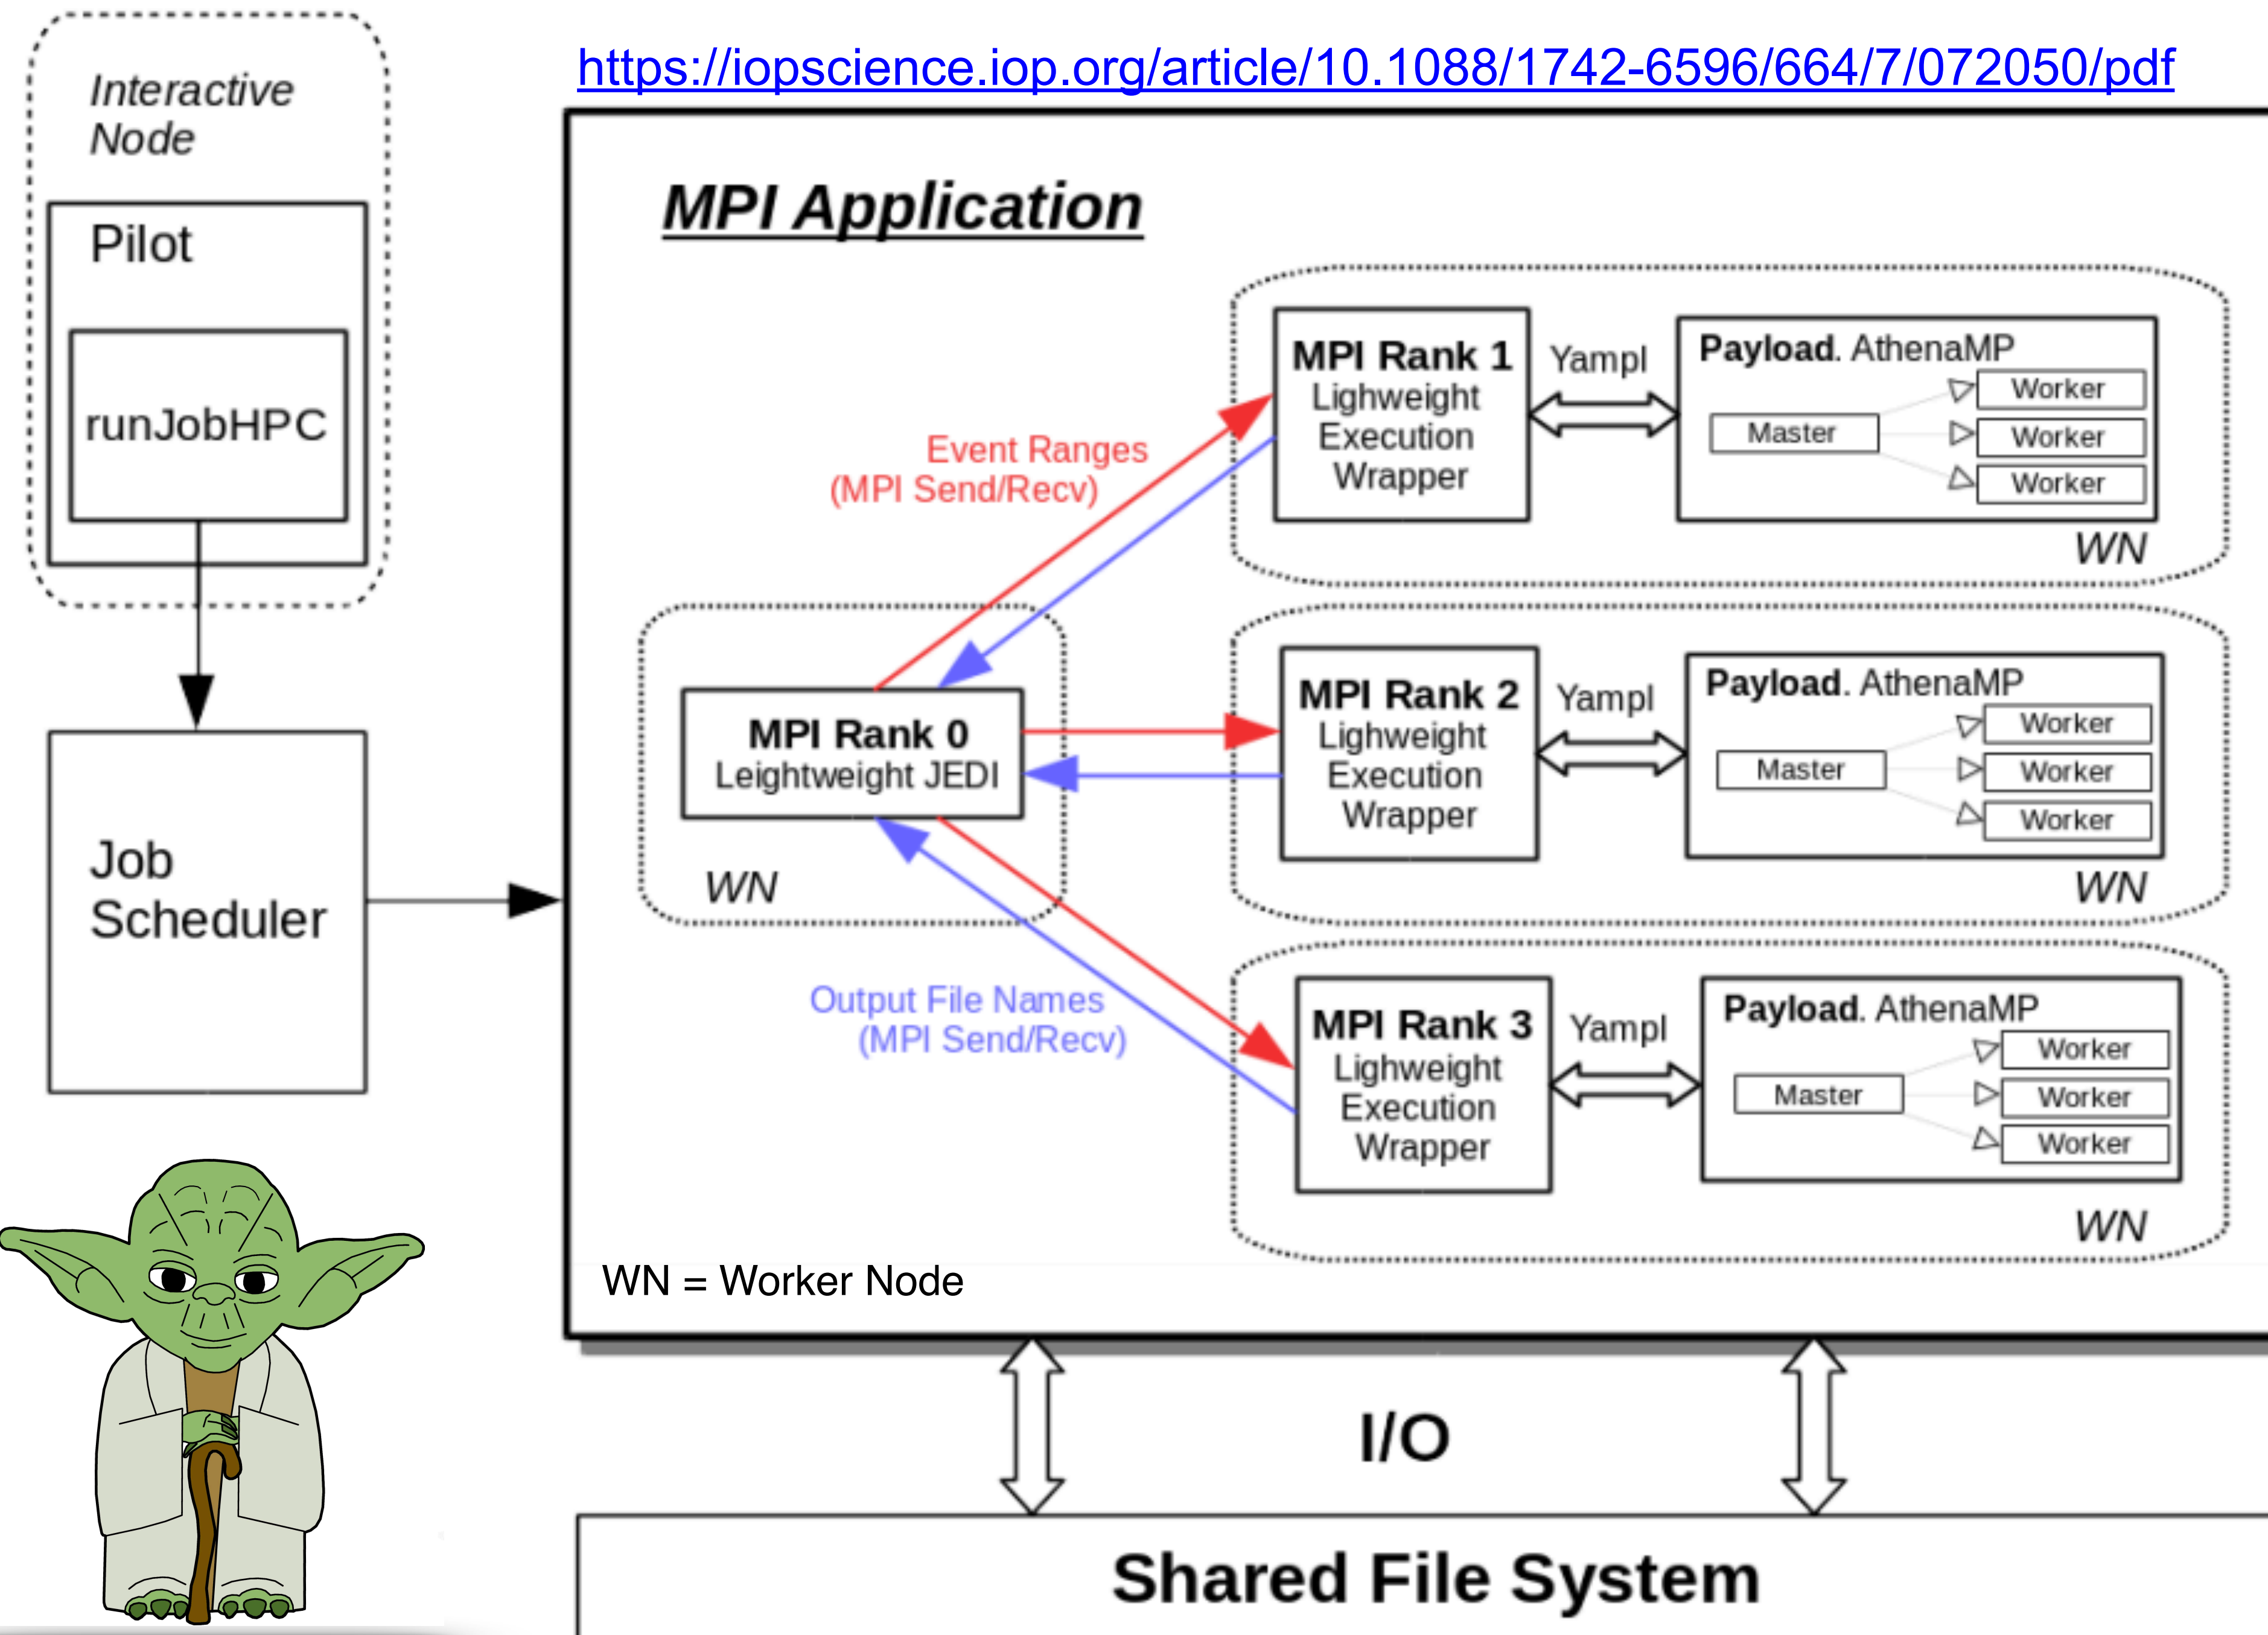 Interactive
Node
Pilot
runJobHPC
Job
Scheduler
https://iopscience.iop.org/article/10.1088/1742-6596/664/7/072050/pdf
MPI Application
Event Ranges
(MPI Send/Recv)
MPI Rank 0
Leightweight JEDI
WN
Output File Names
(MPI Send/Recv)
MPI Rank 1
Lighweight
Execution
Wrapper
Yampl
Payload. AthenaMP
Master
Worker
Worker
Worker
WN
MPI Rank 2
Lighweight
Execution
Wrapper
Yampl
Payload. AthenaMP
Master
Worker
Worker
Worker
WN
MPI Rank 3
Lighweight
Execution
Wrapper
Yampl
Payload. AthenaMP
Master
Worker
Worker
Worker
WN
WN = Worker Node
I/O
Shared File System